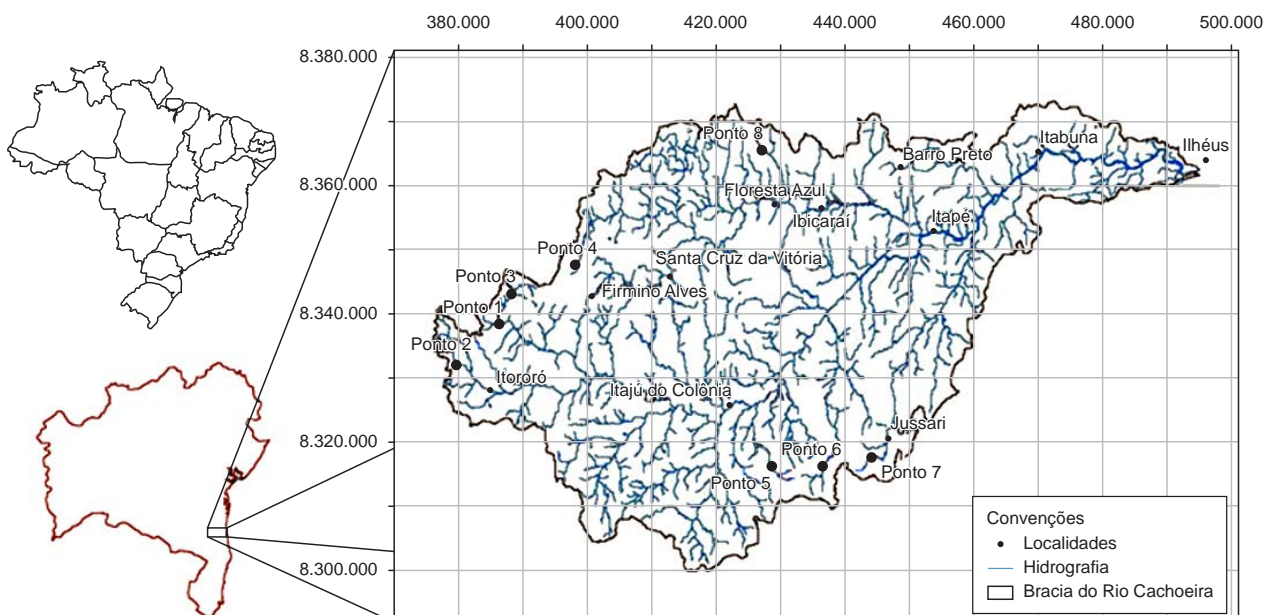 380.000 400.000 420.000 440.000 460.000 480.000 500.000
8.380.000
8.360.000
8.340.000
8.320.000
8.300.000
Ponto 8
Itabuna
Ilhéus
Barro Preto
Floresta Azul
Ibicaraí
Itapé
Ponto 4
Santa Cruz da Vitória
Ponto 3
Firmino Alves
Ponto 1
Ponto 2
Itororó
Itajú do Colônia
Jussari
Ponto 6
Ponto 5
Ponto 7
Convenções
Localidades
Hidrografia
Bracia do Rio Cachoeira